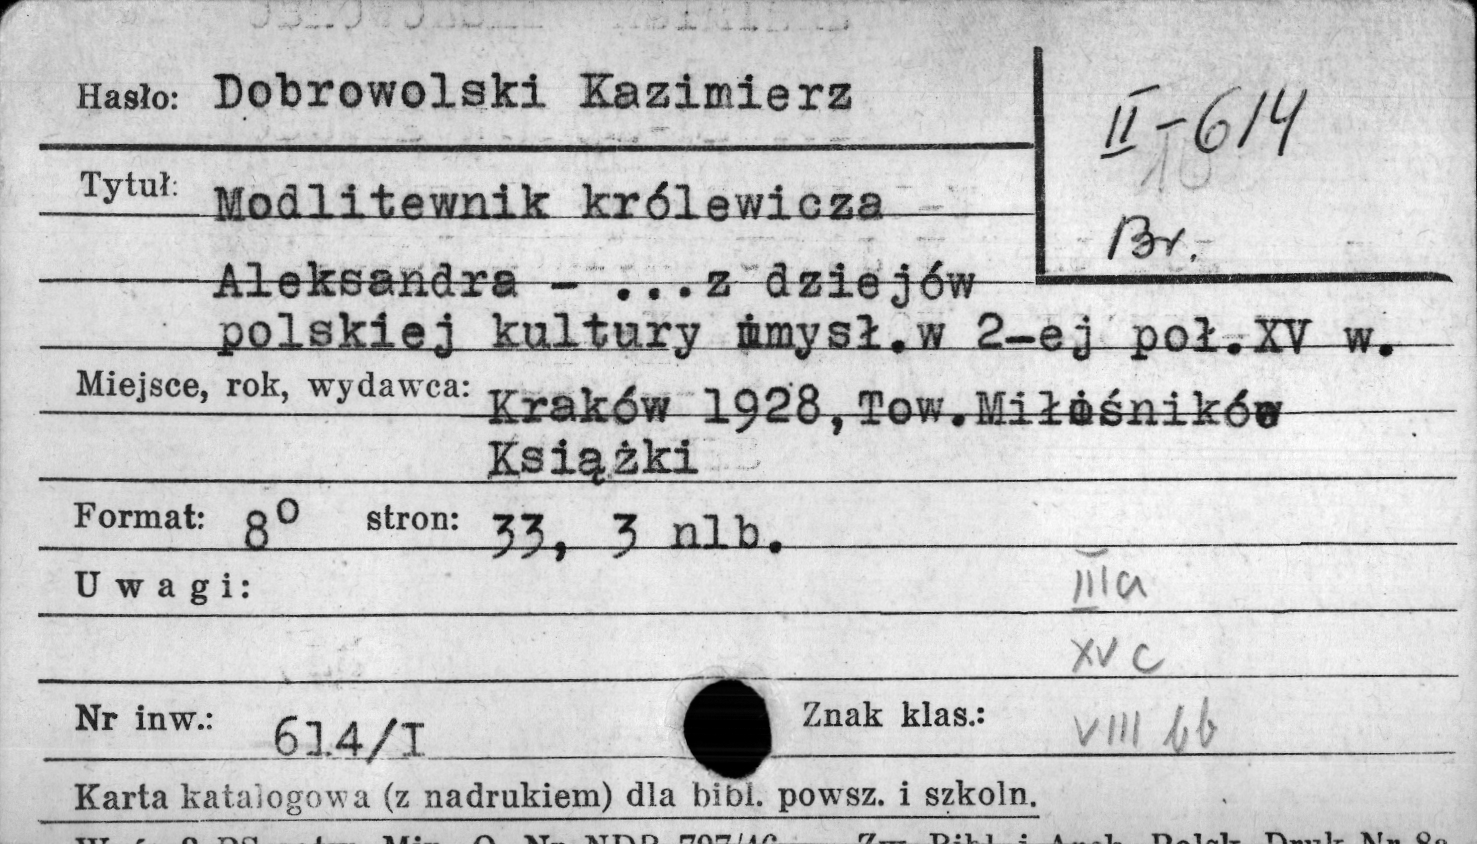 Hasło: Dobrowolski Kazimierz
II-614
Br.
Tytuł: Modlitewnik królewicza
Aleksandra - ...z dziejów
polskiej kultury umysł.w 2-ej poł.XV w.
Miejsce, rok, wydawca: Kraków 1928,Tow.Miłośników
Książki
Format: 8° stron: 33, 3 nlb.
Uwagi:
IIIa
XV c
Nr inw.: 614/I Znak klas.: VIII bb
Karta katalogowa (z nadrukiem) dla bibl. powsz. i szkoln.